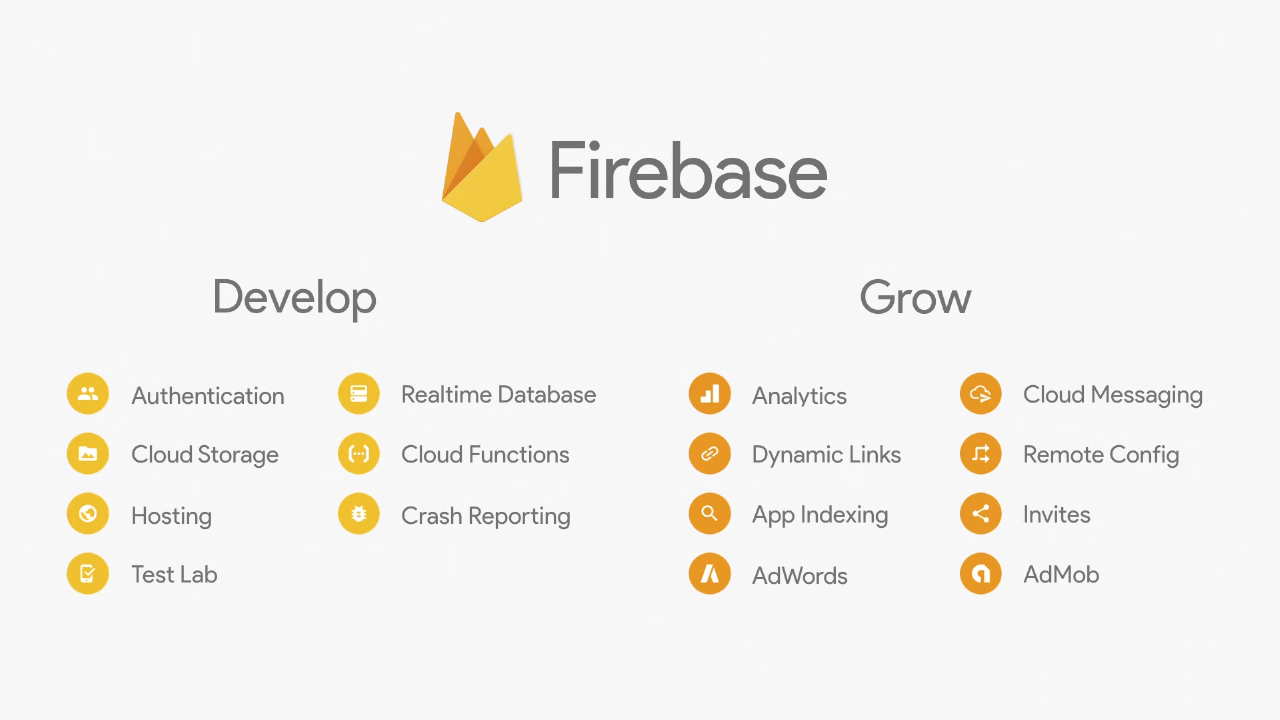 Firebase
Develop
Authentication
Realtime Database
Cloud Storage
Cloud Functions
Hosting
Crash Reporting
Test Lab
Grow
Analytics
Cloud Messaging
Dynamic Links
Remote Config
App Indexing
Invites
AdWords
AdMob